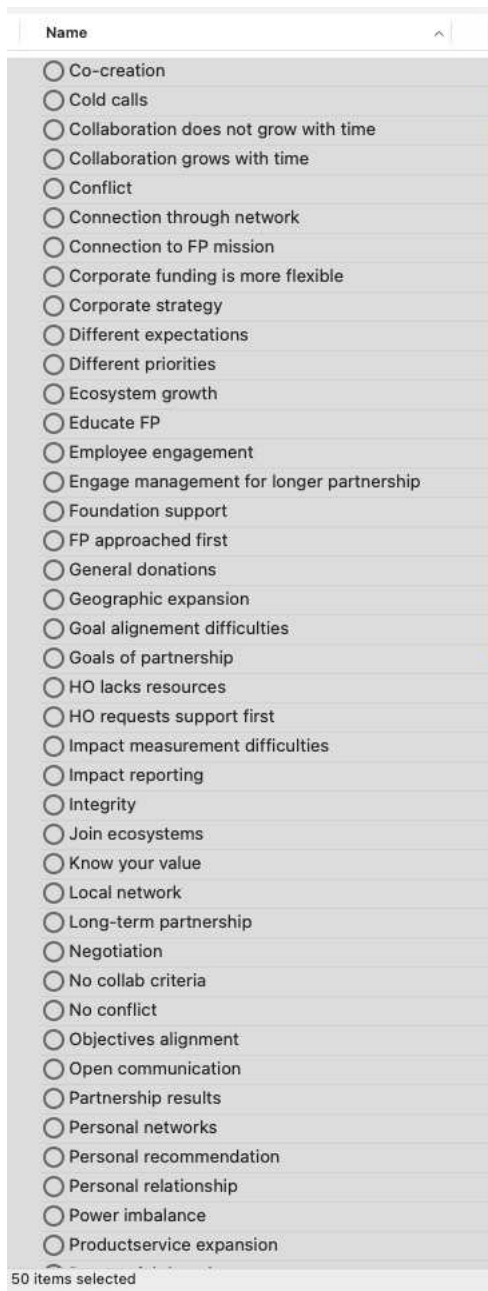 Name
Co-creation
Cold calls
Collaboration does not grow with time
Collaboration grows with time
Conflict
Connection through network
Connection to FP mission
Corporate funding is more flexible
Corporate strategy
Different expectations
Different priorities
Ecosystem growth
Educate FP
Employee engagement
Engage management for longer partnership
Foundation support
FP approached first
General donations
Geographic expansion
Goal alignement difficulties
Goals of partnership
HO lacks resources
HO requests support first
Impact measurement difficulties
Impact reporting
Integrity
Join ecosystems
Know your value
Local network
Long-term partnership
Negotiation
No collab criteria
No conflict
Objectives alignment
Open communication
Partnership results
Personal networks
Personal recommendation
Personal relationship
Power imbalance
Productservice expansion
50 items selected